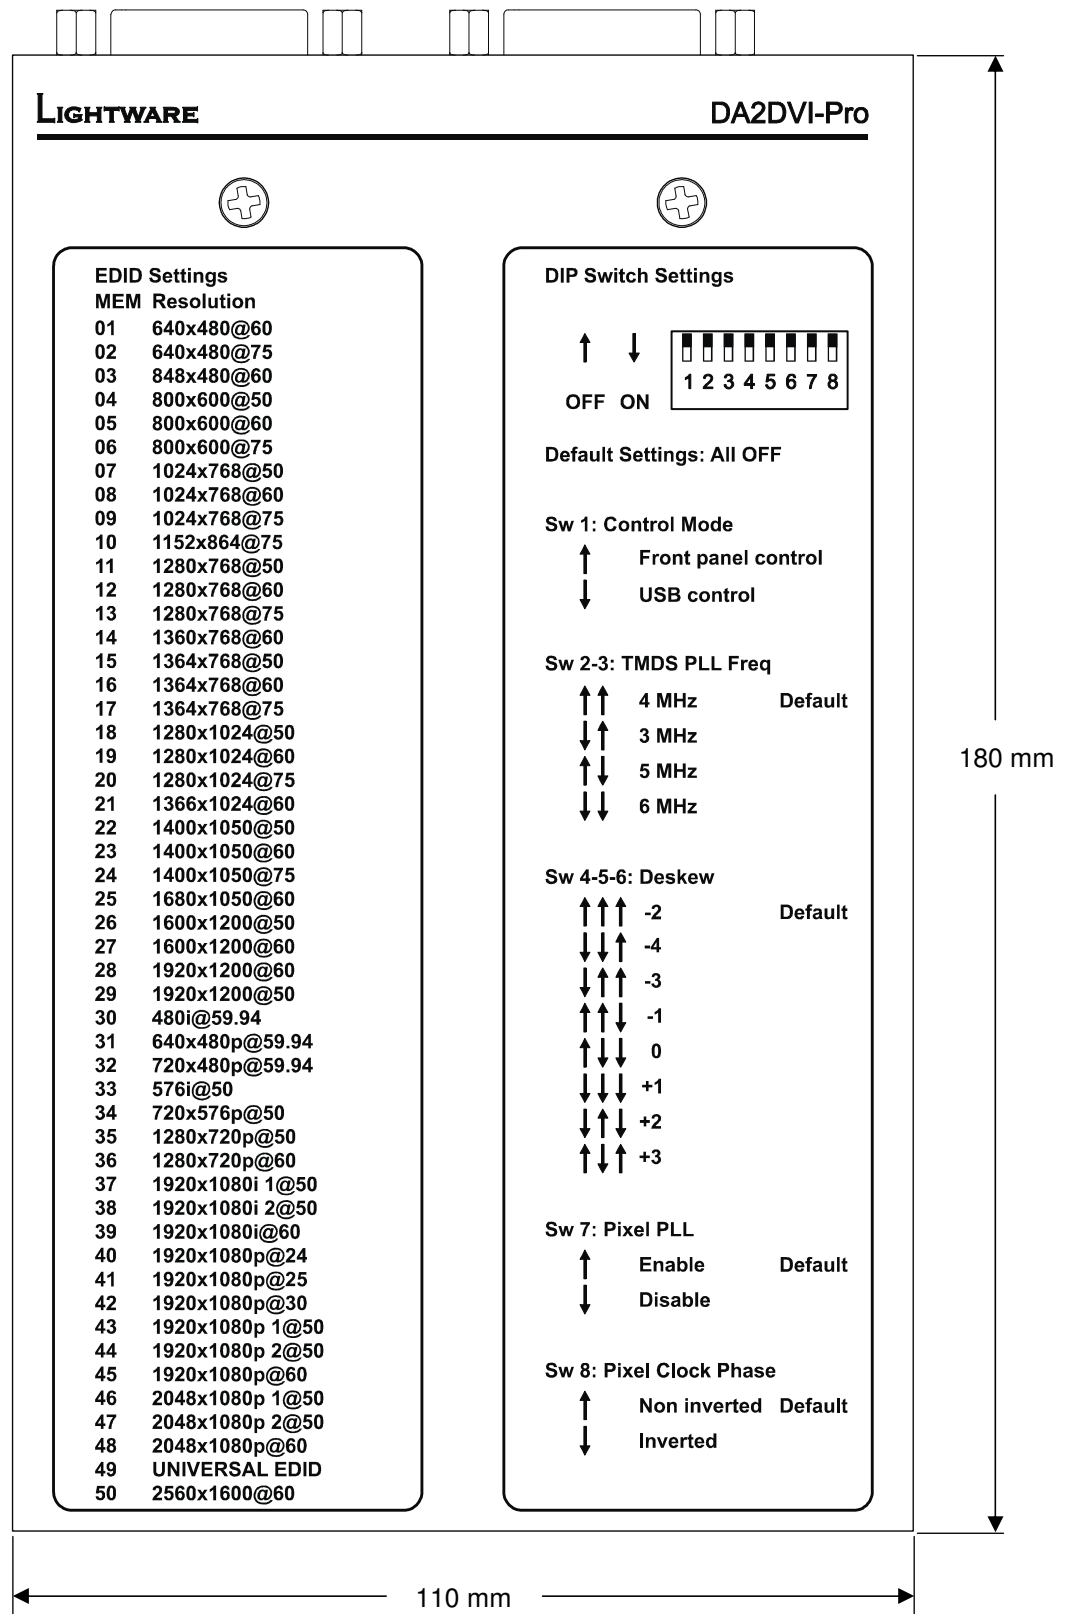 LIGHTWARE
DA2DVI-Pro
EDID Settings
MEM Resolution
01 640x480@60
02 640x480@75
03 848x480@60
04 800x600@50
05 800x600@60
06 800x600@75
07 1024x768@50
08 1024x768@60
09 1024x768@75
10 1152x864@75
11 1280x768@50
12 1280x768@60
13 1280x768@75
14 1360x768@60
15 1364x768@50
16 1364x768@60
17 1364x768@75
18 1280x1024@50
19 1280x1024@60
20 1280x1024@75
21 1366x1024@60
22 1400x1050@50
23 1400x1050@60
24 1400x1050@75
25 1680x1050@60
26 1600x1200@50
27 1600x1200@60
28 1920x1200@60
29 1920x1200@50
30 480i@59.94
31 640x480p@59.94
32 720x480p@59.94
33 576i@50
34 720x576p@50
35 1280x720p@50
36 1280x720p@60
37 1920x1080i 1@50
38 1920x1080i 2@50
39 1920x1080i@60
40 1920x1080p@24
41 1920x1080p@25
42 1920x1080p@30
43 1920x1080p 1@50
44 1920x1080p 2@50
45 1920x1080p@60
46 2048x1080p 1@50
47 2048x1080p 2@50
48 2048x1080p@60
49 UNIVERSAL EDID
50 2560x1600@60
DIP Switch Settings
↑ ↓
1 2 3 4 5 6 7 8
OFF ON
Default Settings: All OFF
Sw 1: Control Mode
↑ Front panel control
↓ USB control
Sw 2-3: TMDS PLL Freq
↑↑ 4 MHz Default
↓↑ 3 MHz
↑↓ 5 MHz
↓↓ 6 MHz
Sw 4-5-6: Deskew
↑↑↑ -2 Default
↓↓↑ -4
↓↑↑ -3
↑↑↓ -1
↑↓↓ 0
↓↓↓ +1
↓↑↓ +2
↑↓↑ +3
Sw 7: Pixel PLL
↑ Enable Default
↓ Disable
Sw 8: Pixel Clock Phase
↑ Non inverted Default
↓ Inverted
180 mm
110 mm